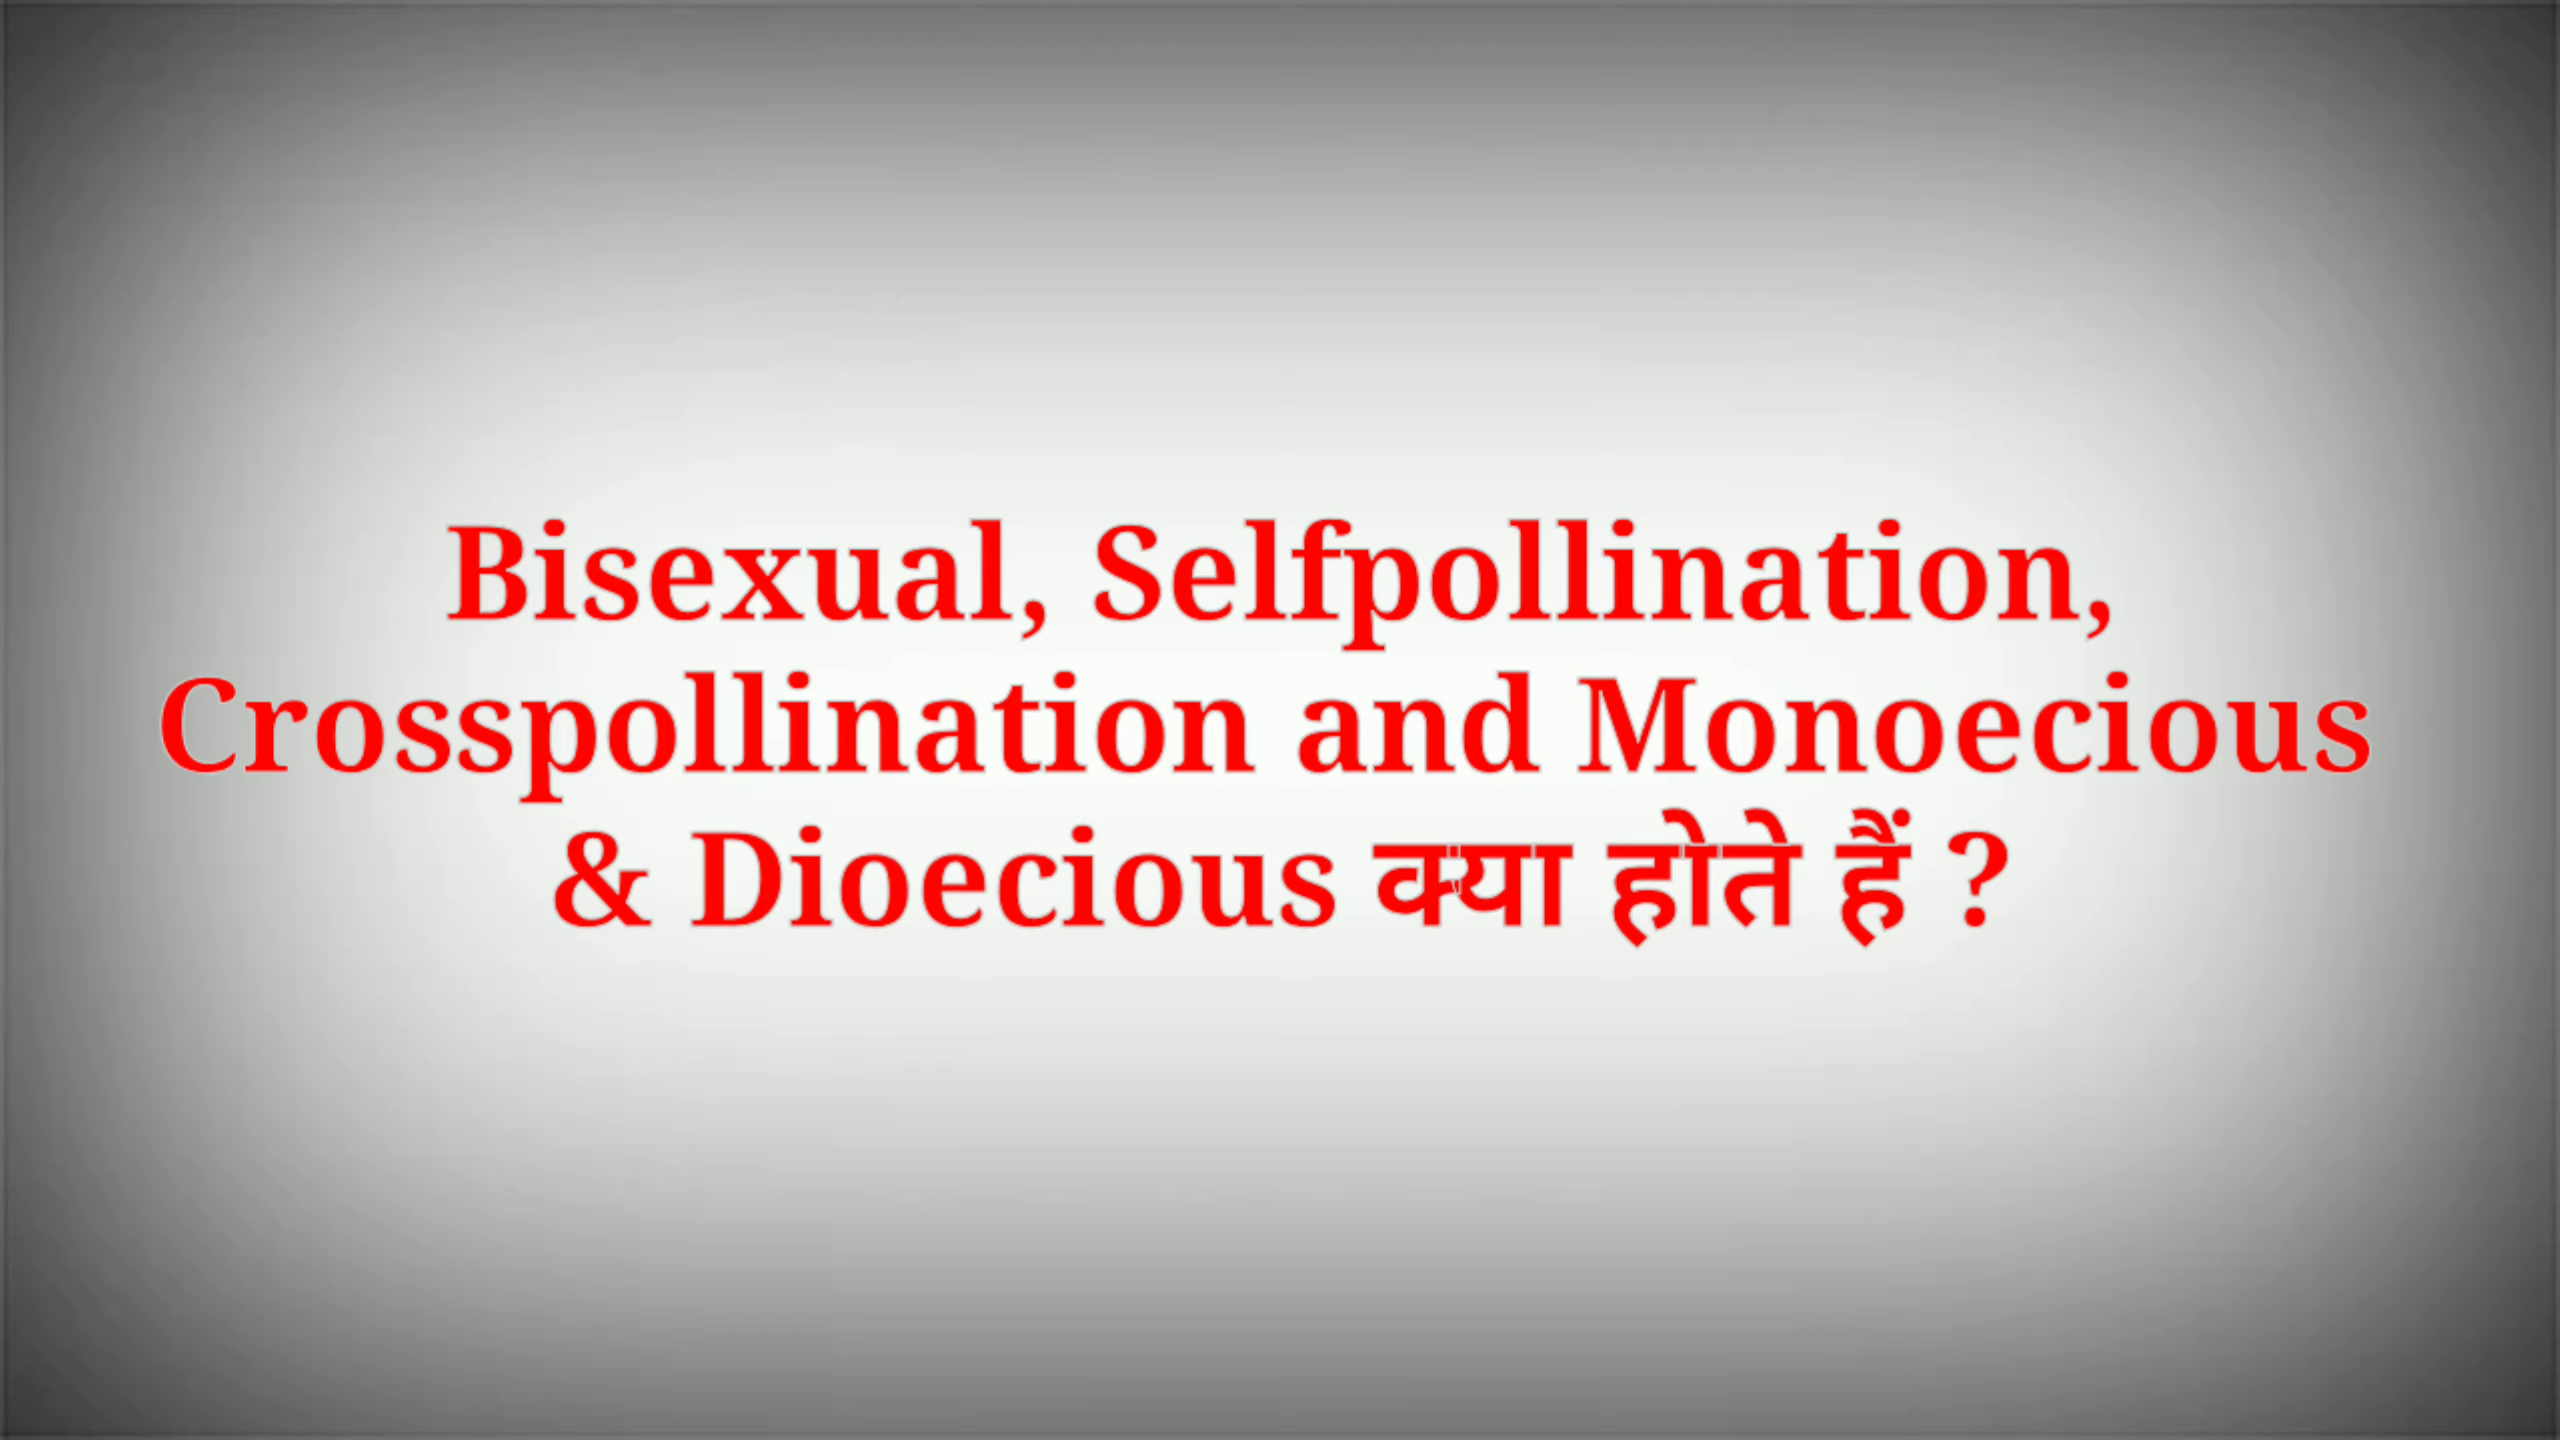 Bisexual, Selfpollination,
Crosspollination and Monoecious
& Dioecious क्या होते हैं ?